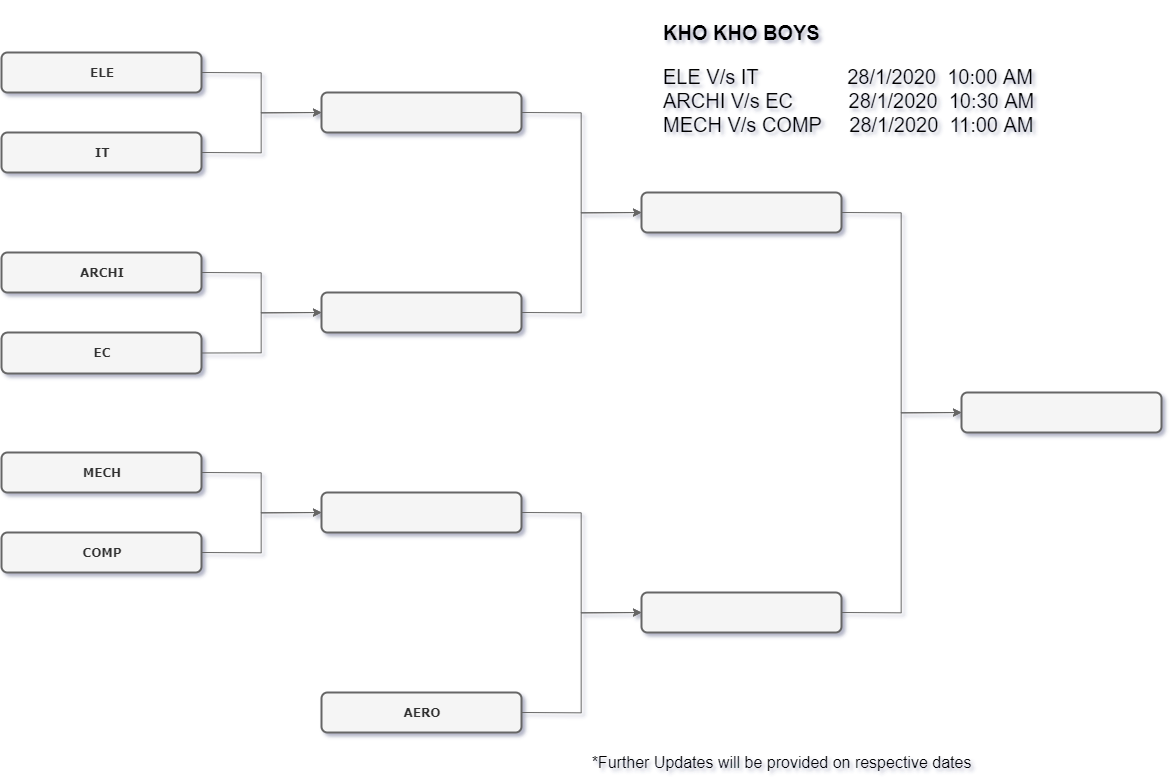 KHO KHO BOYS
ELE V/s IT 28/1/2020 10:00 AM
ARCHI V/s EC 28/1/2020 10:30 AM
MECH V/s COMP 28/1/2020 11:00 AM
ELE
IT
ARCHI
EC
MECH
COMP
AERO
*Further Updates will be provided on respective dates